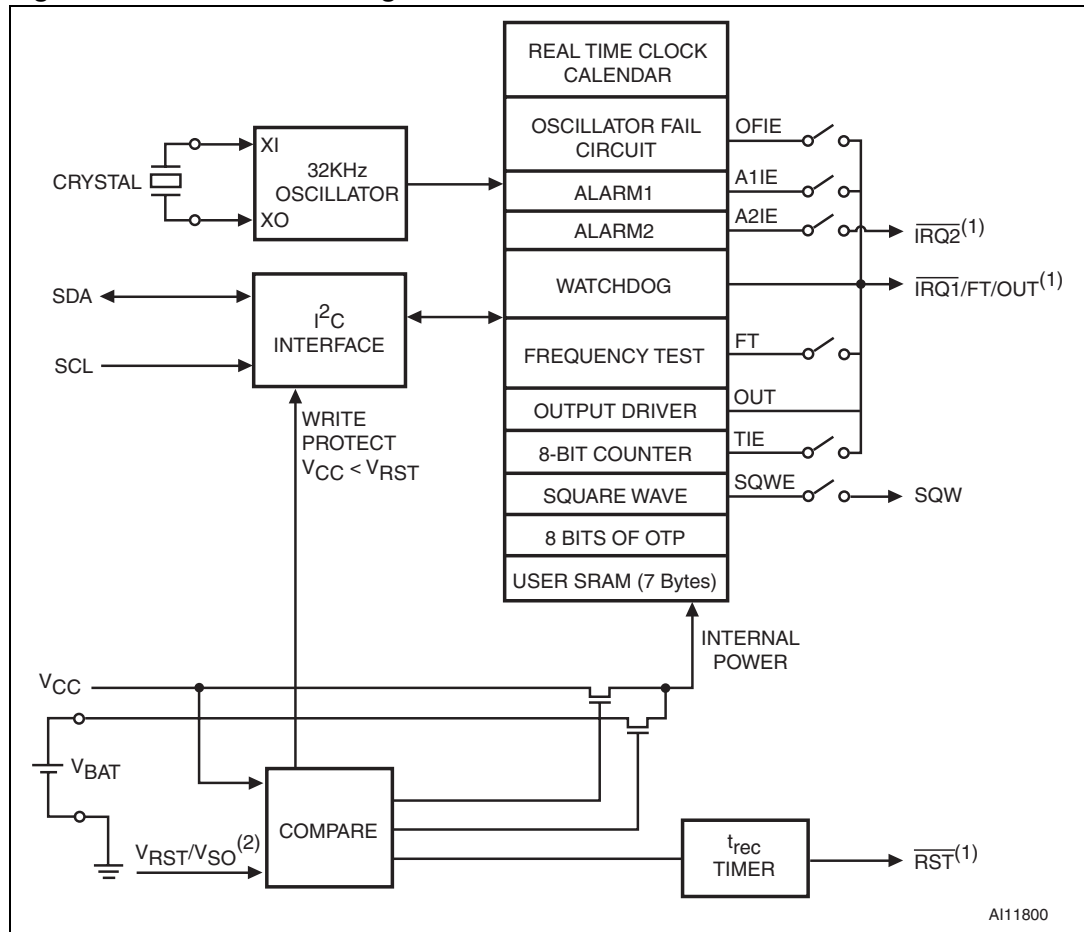 REAL TIME CLOCK
CALENDAR
OSCILLATOR FAIL
CIRCUIT
OFIE
XI
32KHz
OSCILLATOR
XO
CRYSTAL
ALARM1
A1IE
ALARM2
A2IE
IRQ2(1)
WATCHDOG
IRQ1/FT/OUT(1)
SDA
I2C
INTERFACE
SCL
FREQUENCY TEST
FT
OUTPUT DRIVER
OUT
WRITE
PROTECT
VCC < VRST
8-BIT COUNTER
TIE
SQUARE WAVE
SQWE
SQW
8 BITS OF OTP
USER SRAM (7 Bytes)
INTERNAL
POWER
VCC
VBAT
COMPARE
VRST/VSO(2)
trec
TIMER
RST(1)
AI11800